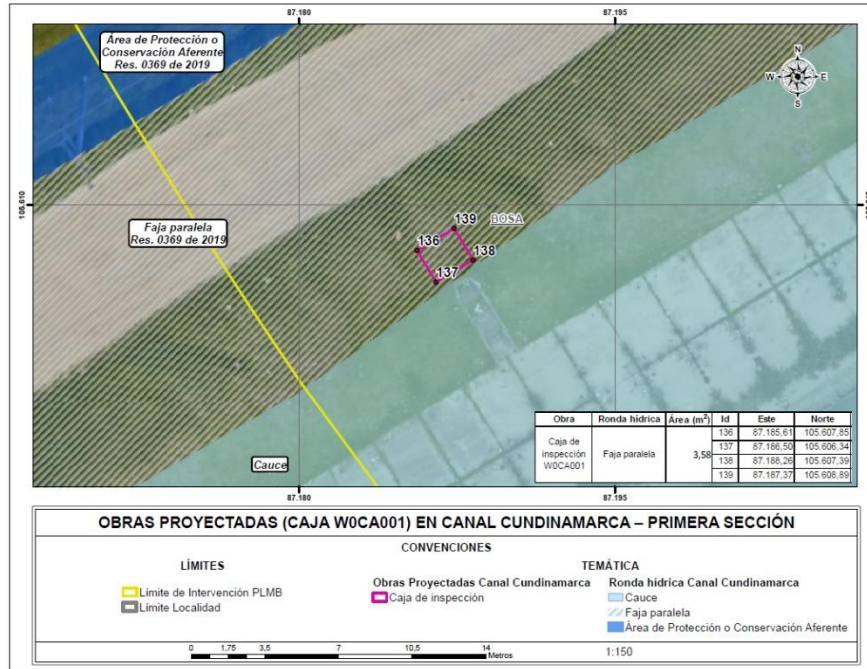 87.180
87.195
Área de Protección o
Conservación Aferente
Res. 0369 de 2019
N
W
E
S
105.610
Faja paralela
Res. 0369 de 2019
139
BOSA
136
138
137
Cauce
Obra Ronda hídrica Área (m²) Id Este Norte
Caja de inspección W0CA001 Faja paralela 3,58 136 87.185,61 105.607,85
137 87.186,50 105.606,34
138 87.188,26 105.607,39
139 87.187,37 105.608,89
87.180
87.195
OBRAS PROYECTADAS (CAJA W0CA001) EN CANAL CUNDINAMARCA – PRIMERA SECCIÓN
CONVENCIONES
LÍMITES
TEMÁTICA
Límite de Intervención PLMB
Límite Localidad
Obras Proyectadas Canal Cundinamarca
Caja de inspección
Ronda hídrica Canal Cundinamarca
Cauce
Faja paralela
Área de Protección o Conservación Aferente
0 1,75 3,5 7 10,5 14
Metros
1:150